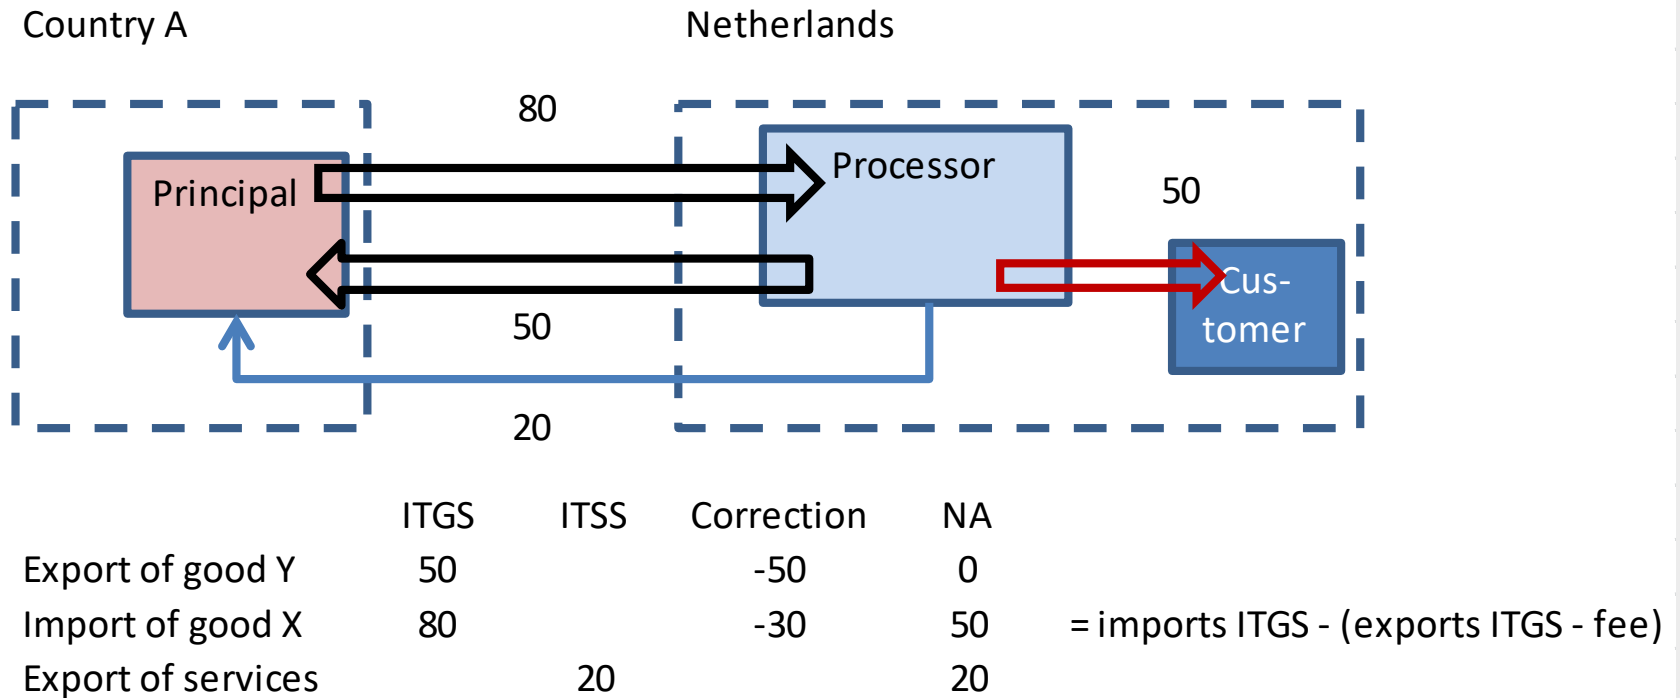 Country A
Netherlands
80
Principal
Processor
50
Cus-
tomer
50
20
ITGS ITSS Correction NA
Export of good Y 50 -50 0
Import of good X 80 -30 50 = imports ITGS - (exports ITGS - fee)
Export of services 20 20